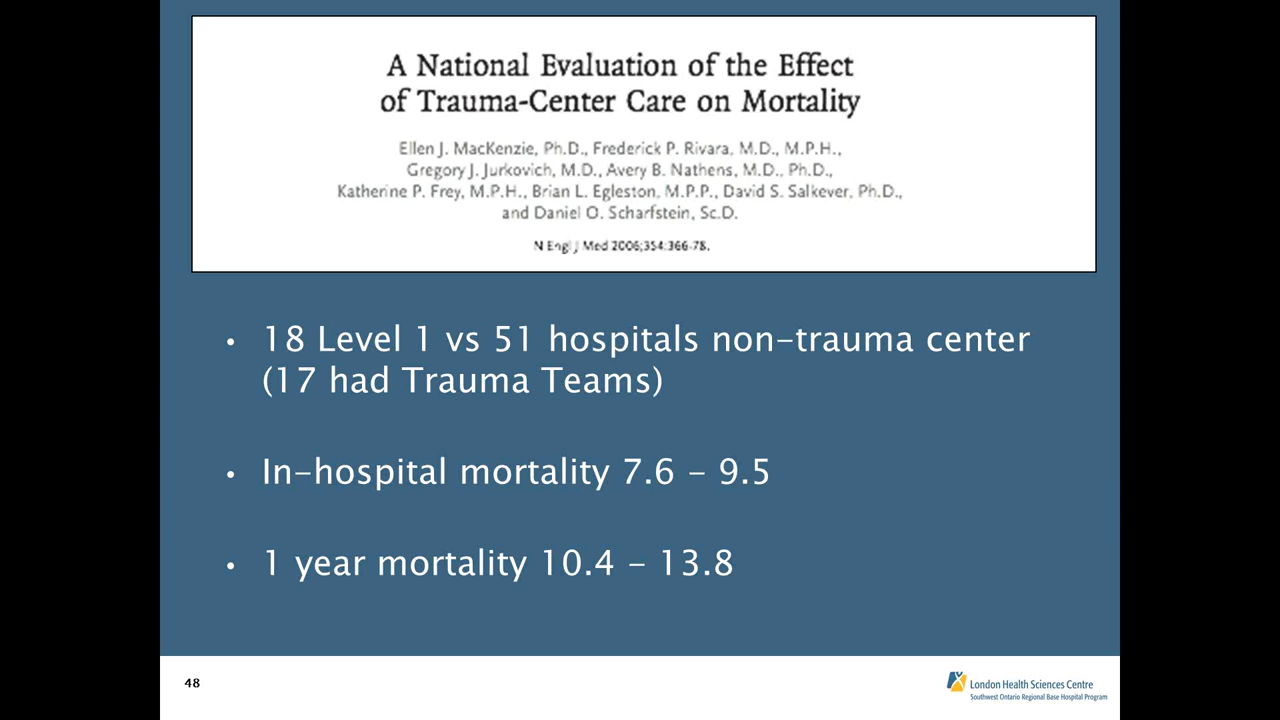 A National Evaluation of the Effect
of Trauma-Center Care on Mortality
Ellen J. MacKenzie, Ph.D., Frederick P. Rivara, M.D., M.P.H.,
Gregory J. Jurkovich, M.D., Avery B. Nathens, M.D., Ph.D.,
Katherine P. Frey, M.P.H., Brian L. Egleston, M.P.P., David S. Salkever, Ph.D.,
and Daniel O. Scharfstein, Sc.D.
N Engl J Med 2006;354:366-78.
• 18 Level 1 vs 51 hospitals non-trauma center
(17 had Trauma Teams)
• In-hospital mortality 7.6 – 9.5
• 1 year mortality 10.4 – 13.8
48
London Health Sciences Centre
Southwest Ontario Regional Base Hospital Program